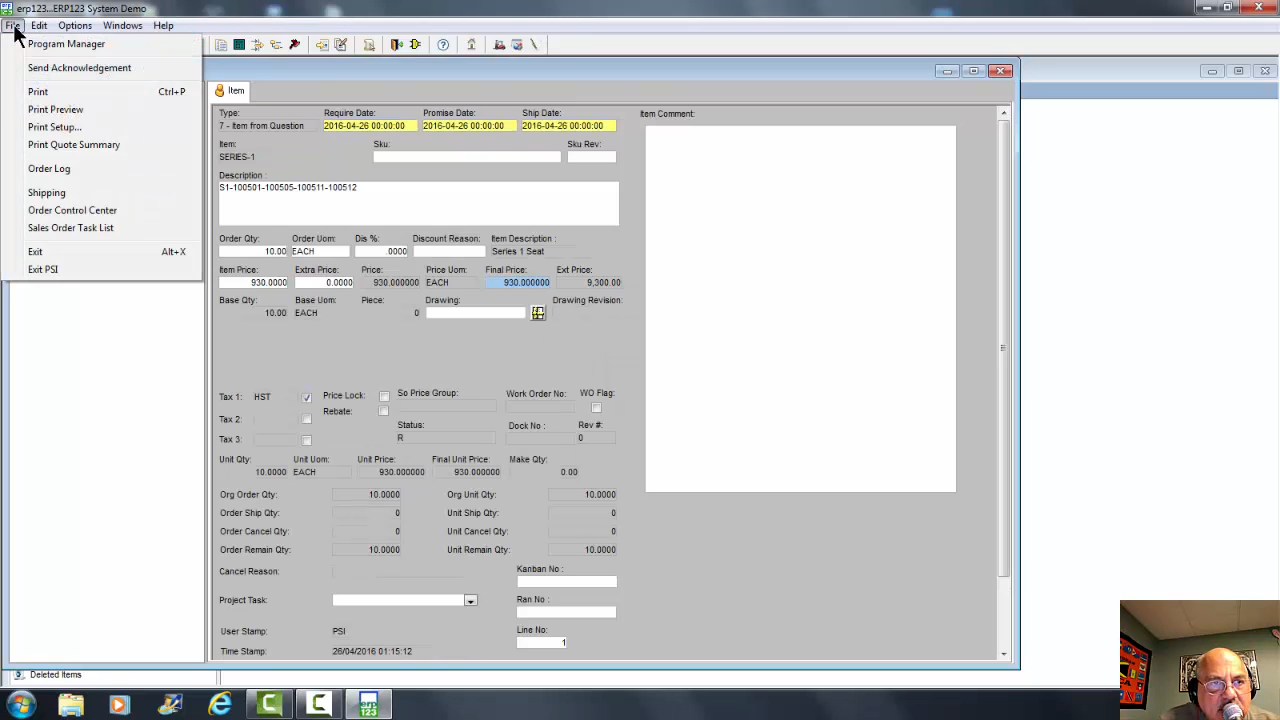 erp123...ERP123 System Demo
File Edit Options Windows Help
Program Manager
Send Acknowledgement
Print Ctrl+P
Print Preview
Print Setup...
Print Quote Summary
Order Log
Shipping
Order Control Center
Sales Order Task List
Exit Alt+X
Exit PSI
Item
Type: Require Date: Promise Date: Ship Date: Item Comment:
7 - Item from Question 2016-04-26 00:00:00 2016-04-26 00:00:00 2016-04-26 00:00:00
Item: Sku: Sku Rev:
SERIES-1
Description :
S1-100501-100505-100511-100512
Order Qty: Order Uom: Dis %: Discount Reason: Item Description :
10.00 EACH .0000 Series 1 Seat
Item Price: Extra Price: Price: Price Uom: Final Price: Ext Price:
930.0000 0.0000 930.000000 EACH 930.000000 9,300.00
Base Qty: Base Uom: Piece: Drawing: Drawing Revision:
10.00 EACH 0
Tax 1: HST Price Lock: So Price Group: Work Order No: WO Flag:
Rebate:
Tax 2:
Status: Dock No : Rev #:
Tax 3: R 0
Unit Qty: Unit Uom: Unit Price: Final Unit Price: Make Qty:
10.0000 EACH 930.000000 930.000000 0.00
Org Order Qty: 10.0000 Org Unit Qty: 10.0000
Order Ship Qty: 0 Unit Ship Qty: 0
Order Cancel Qty: 0 Unit Cancel Qty: 0
Order Remain Qty: 10.0000 Unit Remain Qty: 10.0000
Cancel Reason: Kanban No :
Project Task: Ran No :
User Stamp: PSI Line No:
1
Time Stamp: 26/04/2016 01:15:12
Deleted Items
erp
123